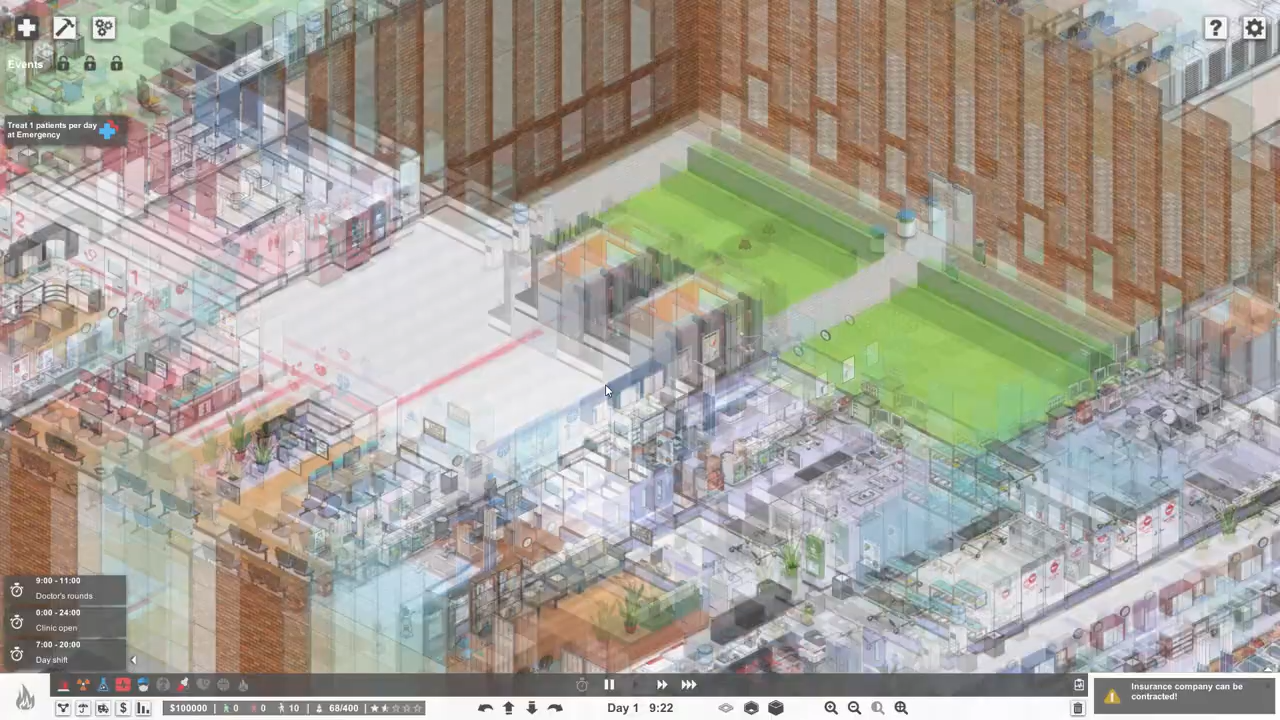 Events
Treat 1 patients per day
at Emergency
2
1
9:00 - 11:00
Doctor's rounds
0:00 - 24:00
Clinic open
7:00 - 20:00
Day shift
$100000 0 0 10 68/400
Day 1 9:22
Insurance company can be
contracted!